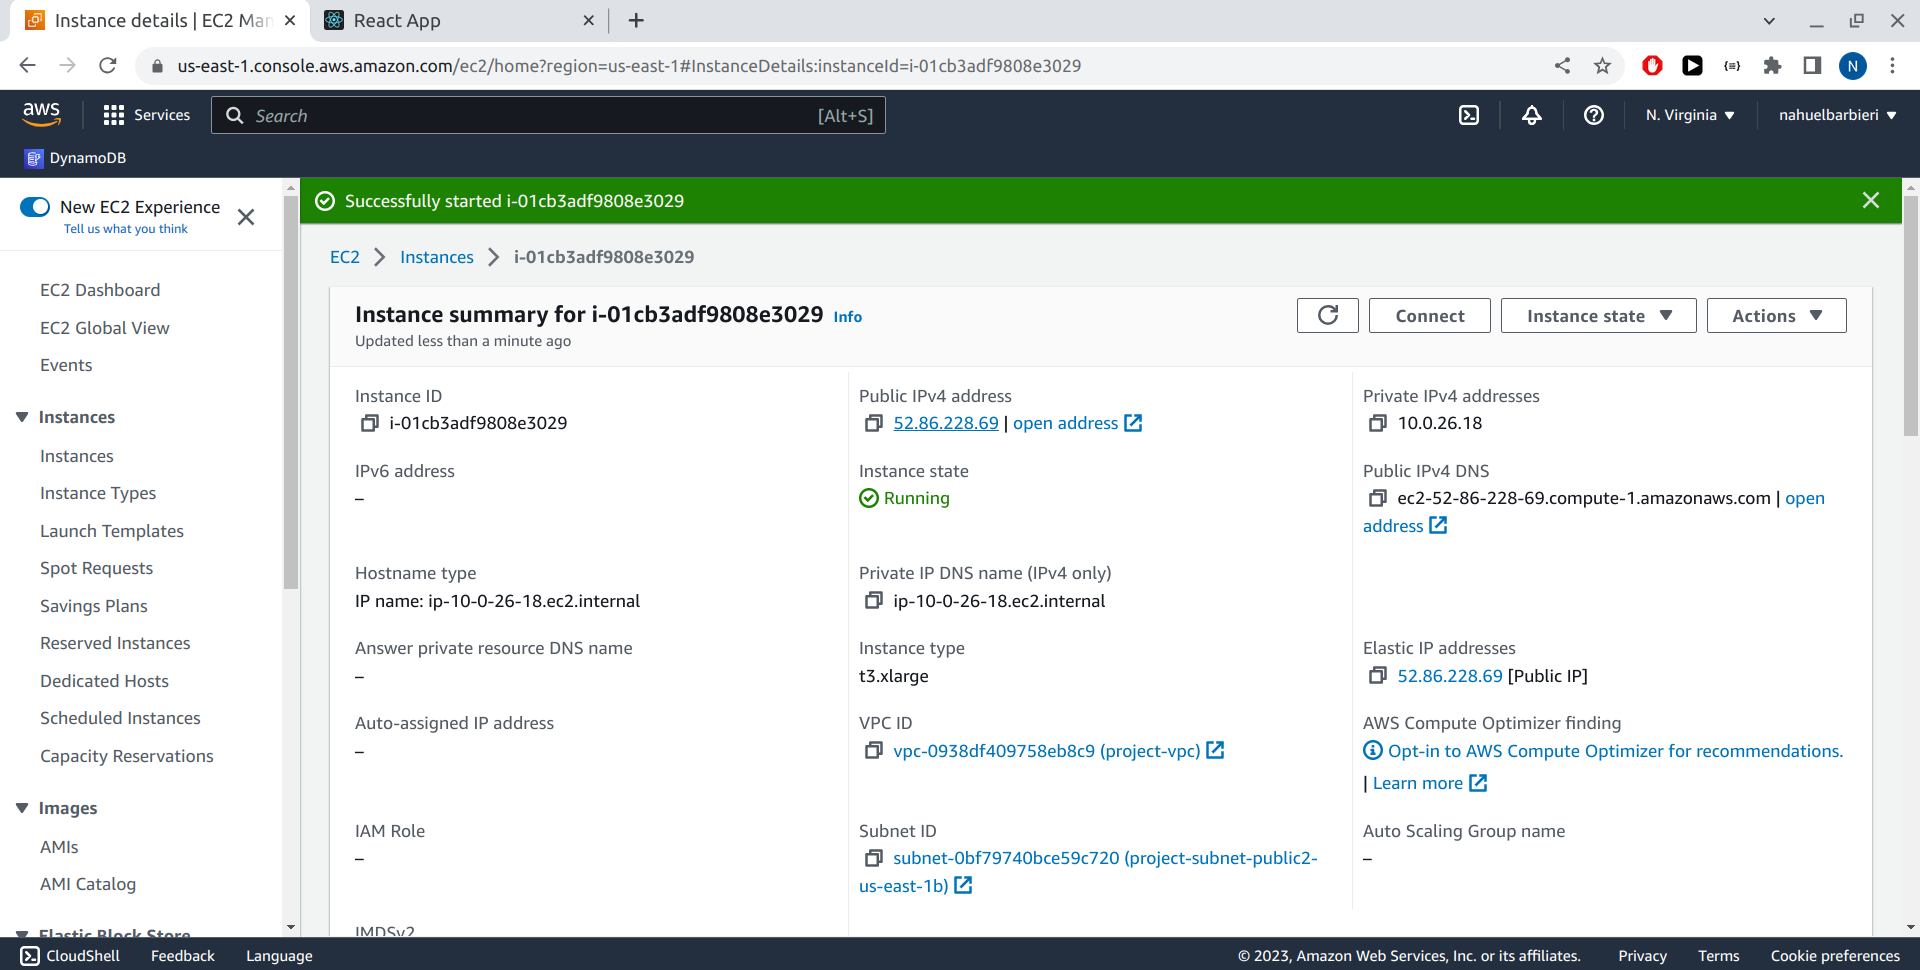 Instance details | EC2 Man
React App
us-east-1.console.aws.amazon.com/ec2/home?region=us-east-1#InstanceDetails:instanceId=i-01cb3adf9808e3029
N
aws
Services
Search
[Alt+S]
N. Virginia
nahuelbarbieri
DynamoDB
New EC2 Experience
Tell us what you think
EC2 Dashboard
EC2 Global View
Events
Instances
Instances
Instance Types
Launch Templates
Spot Requests
Savings Plans
Reserved Instances
Dedicated Hosts
Scheduled Instances
Capacity Reservations
Images
AMIs
AMI Catalog
Elastic Block Store
Successfully started i-01cb3adf9808e3029
EC2 > Instances > i-01cb3adf9808e3029
Instance summary for i-01cb3adf9808e3029 Info
Updated less than a minute ago
Connect
Instance state
Actions
Instance ID
i-01cb3adf9808e3029
Public IPv4 address
52.86.228.69 | open address
Private IPv4 addresses
10.0.26.18
IPv6 address
–
Instance state
Running
Public IPv4 DNS
ec2-52-86-228-69.compute-1.amazonaws.com | open
address
Hostname type
IP name: ip-10-0-26-18.ec2.internal
Private IP DNS name (IPv4 only)
ip-10-0-26-18.ec2.internal
Answer private resource DNS name
–
Instance type
t3.xlarge
Elastic IP addresses
52.86.228.69 [Public IP]
Auto-assigned IP address
–
VPC ID
vpc-0938df409758eb8c9 (project-vpc)
AWS Compute Optimizer finding
Opt-in to AWS Compute Optimizer for recommendations.
| Learn more
IAM Role
–
Subnet ID
subnet-0bf79740bce59c720 (project-subnet-public2-
us-east-1b)
Auto Scaling Group name
–
IMDSv2
CloudShell
Feedback
Language
© 2023, Amazon Web Services, Inc. or its affiliates.
Privacy
Terms
Cookie preferences